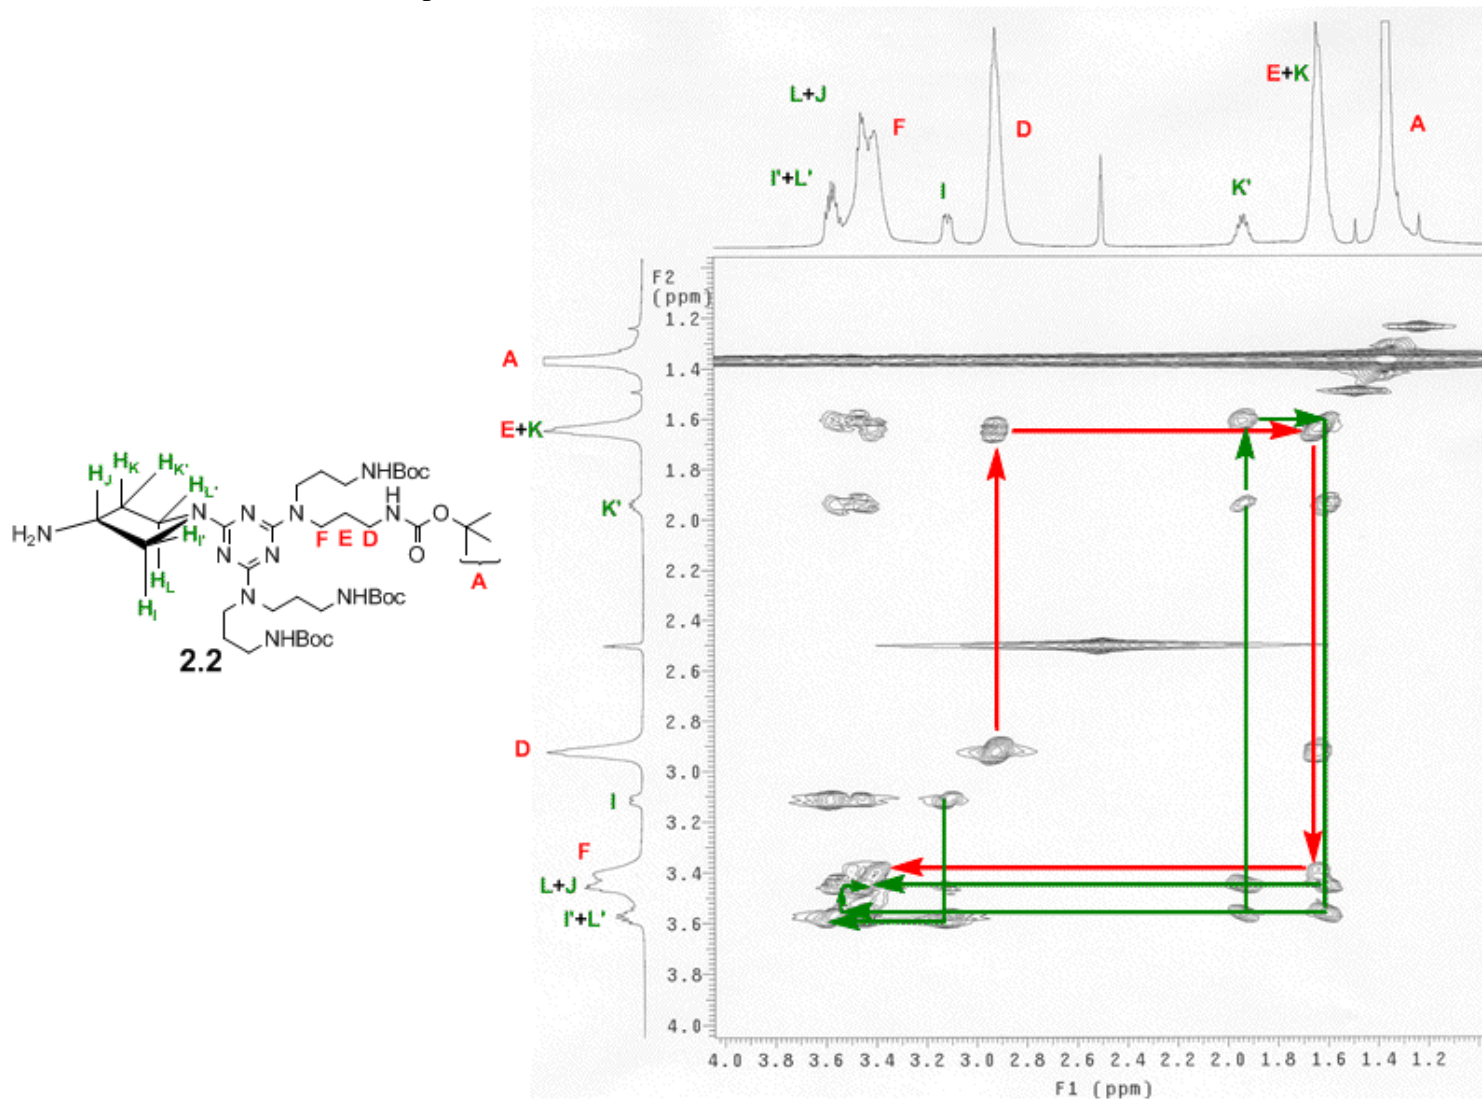 E+K
L+J
F
D
A
I'+L'
I
K'
F2
(ppm)
1.2
A
1.4
1.6
E+K
1.8
K'
2.0
2.2
2.4
2.6
2.8
D
3.0
I
3.2
F
3.4
L+J
I'+L'
3.6
3.8
4.0
4.0 3.8 3.6 3.4 3.2 3.0 2.8 2.6 2.4 2.2 2.0 1.8 1.6 1.4 1.2
F1 (ppm)
HJ HK HK' HL' NHBoc
H2N N N N N H N O
HI' N N F E D O
HL A
HI N NHBoc
NHBoc
2.2